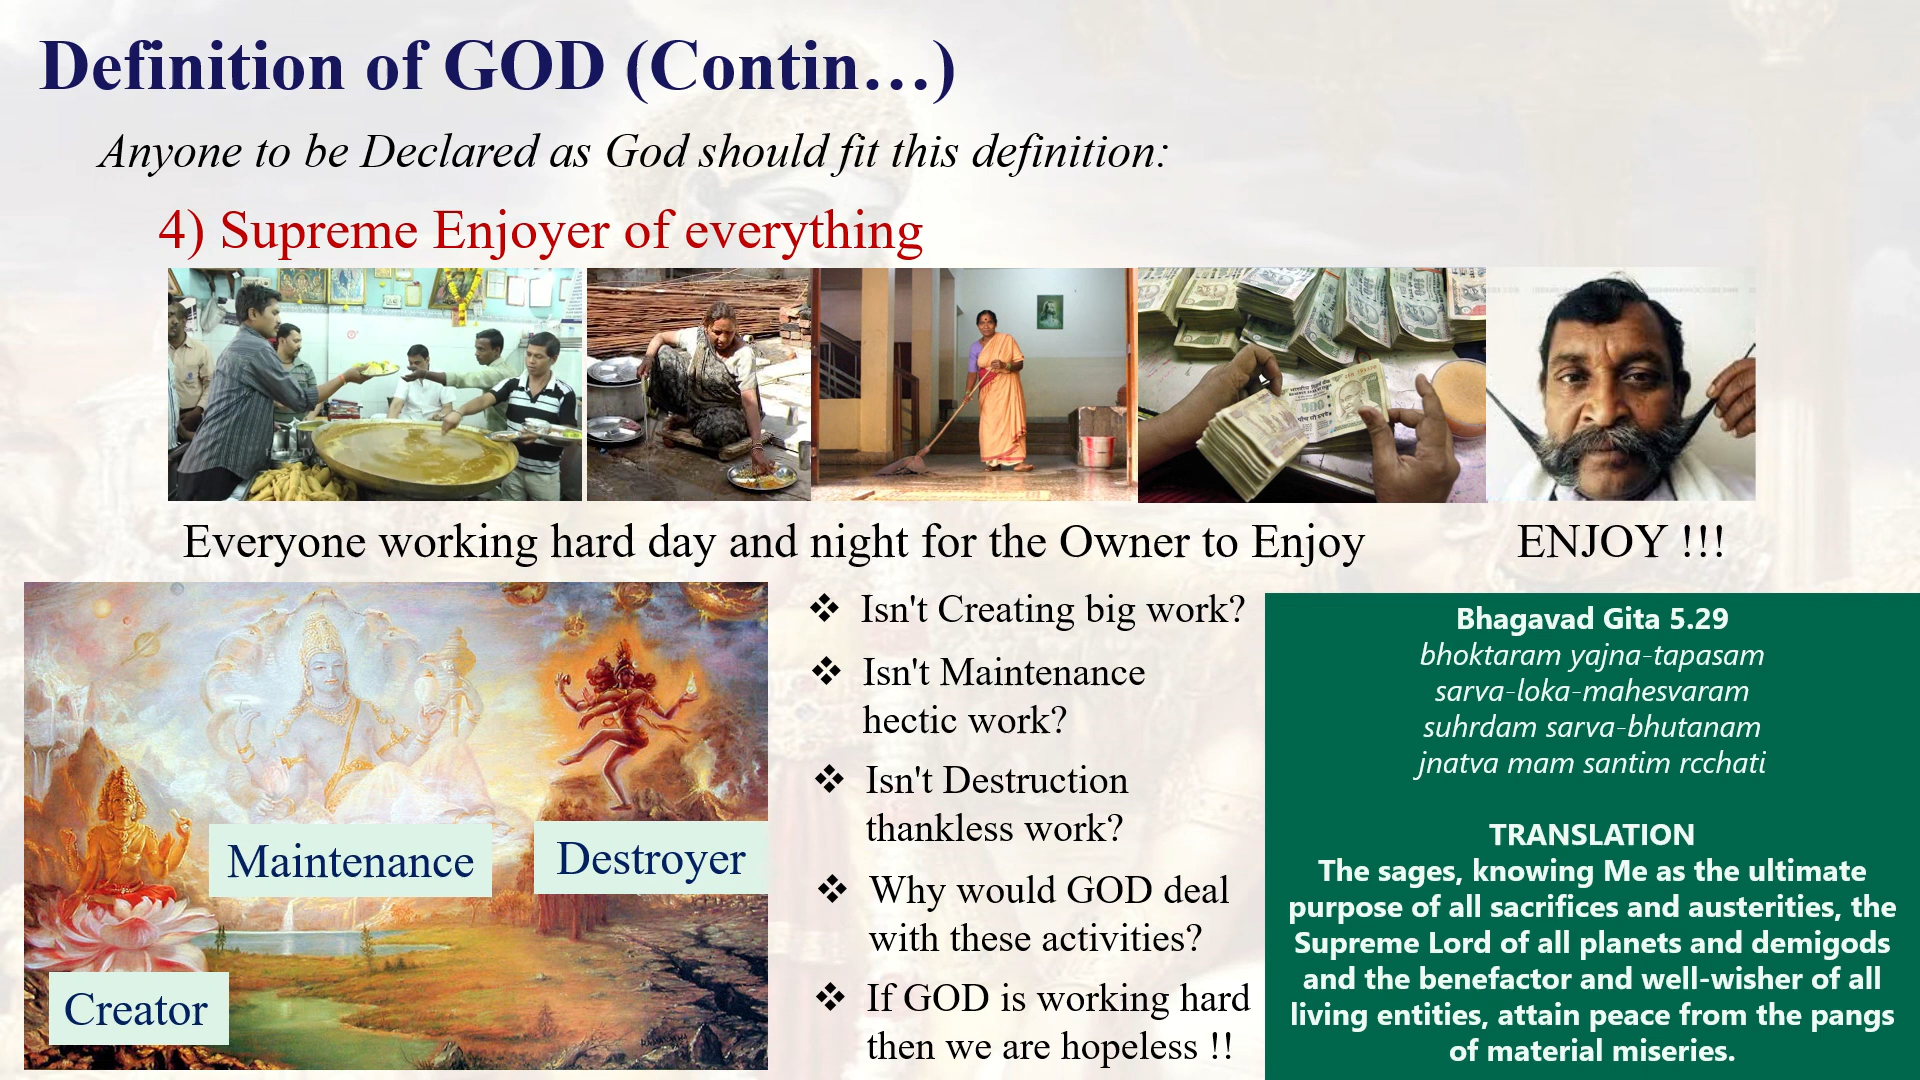 Definition of GOD (Contin…)
Anyone to be Declared as God should fit this definition:
4) Supreme Enjoyer of everything
500
Everyone working hard day and night for the Owner to Enjoy
ENJOY !!!
Maintenance
Destroyer
Creator
❖ Isn't Creating big work?
❖ Isn't Maintenance
hectic work?
❖ Isn't Destruction
thankless work?
❖ Why would GOD deal
with these activities?
❖ If GOD is working hard
then we are hopeless !!
Bhagavad Gita 5.29
bhoktaram yajna-tapasam
sarva-loka-mahesvaram
suhrdam sarva-bhutanam
jnatva mam santim rcchati
TRANSLATION
The sages, knowing Me as the ultimate
purpose of all sacrifices and austerities, the
Supreme Lord of all planets and demigods
and the benefactor and well-wisher of all
living entities, attain peace from the pangs
of material miseries.